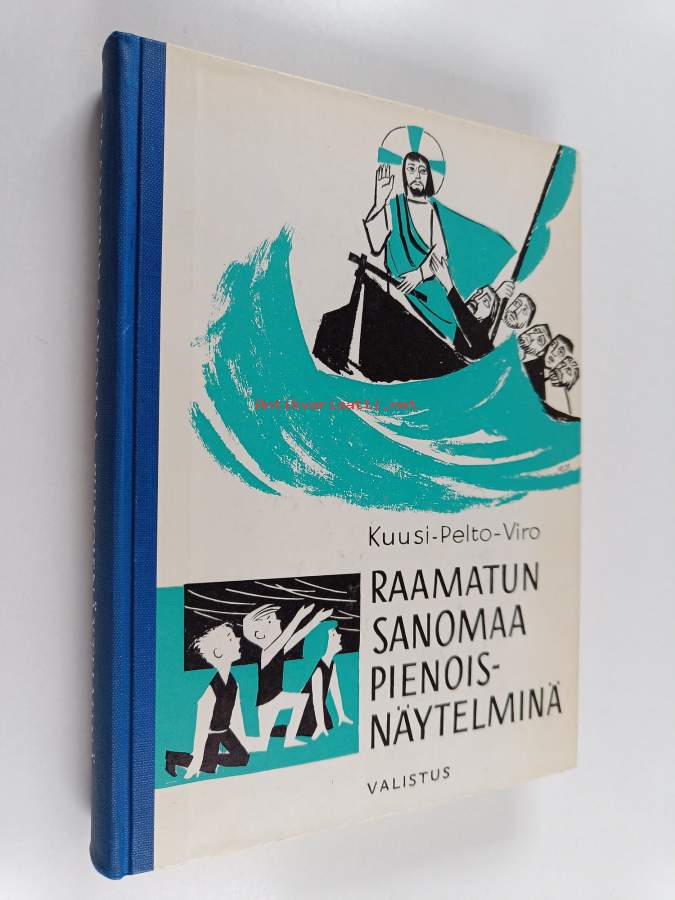 Antikvariaatti.net
Kuusi-Pelto-Viro
RAAMATUN
SANOMAA
PIENOIS-
NÄYTELMINÄ
VALISTUS